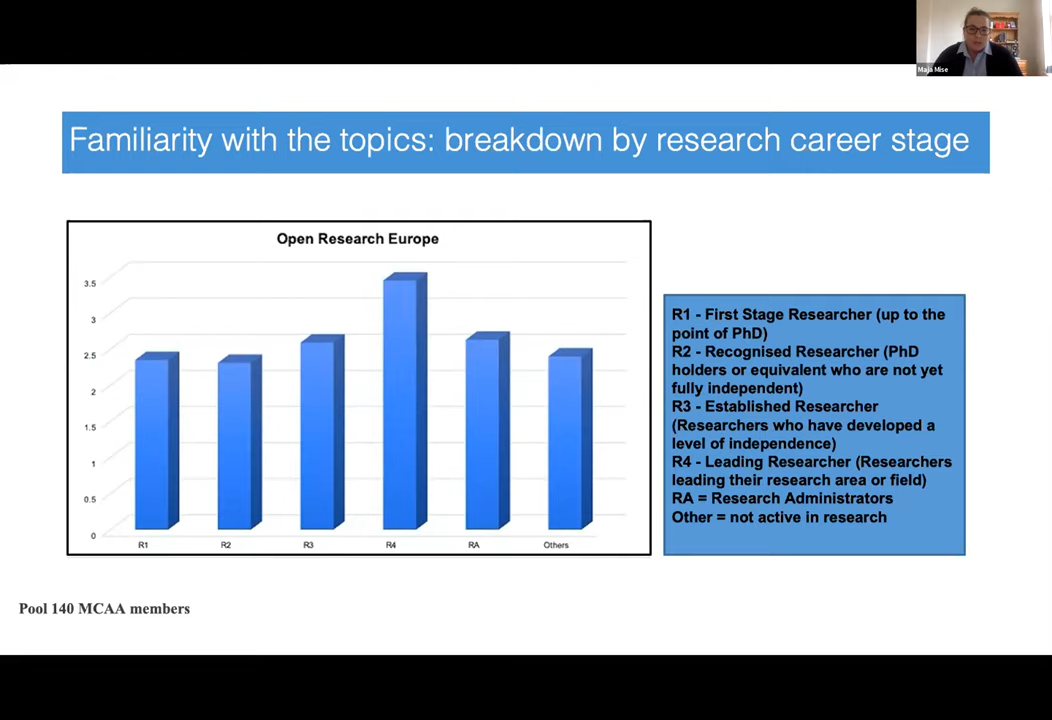 Maja Mise
Familiarity with the topics: breakdown by research career stage
Open Research Europe
3.5
3
2.5
2
1.5
1
0.5
0
R1 R2 R3 R4 RA Others
R1 - First Stage Researcher (up to the
point of PhD)
R2 - Recognised Researcher (PhD
holders or equivalent who are not yet
fully independent)
R3 - Established Researcher
(Researchers who have developed a
level of independence)
R4 - Leading Researcher (Researchers
leading their research area or field)
RA = Research Administrators
Other = not active in research
Pool 140 MCAA members